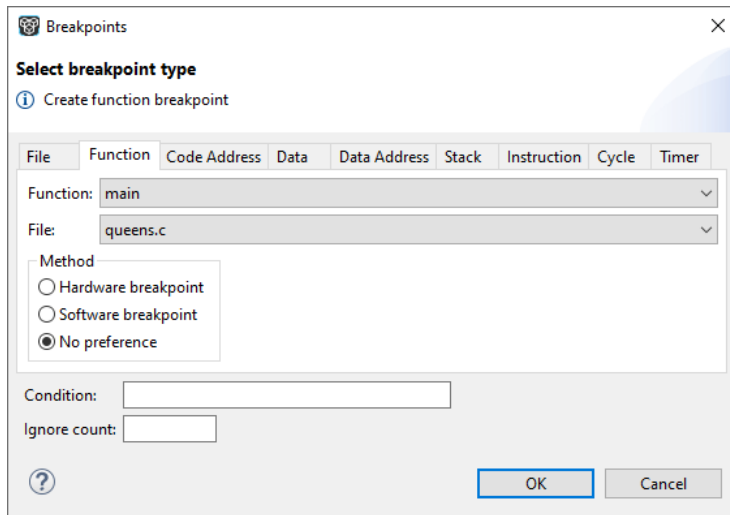 Breakpoints
Select breakpoint type
Create function breakpoint
File Function Code Address Data Data Address Stack Instruction Cycle Timer
Function: main
File: queens.c
Method
Hardware breakpoint
Software breakpoint
No preference
Condition:
Ignore count:
OK Cancel